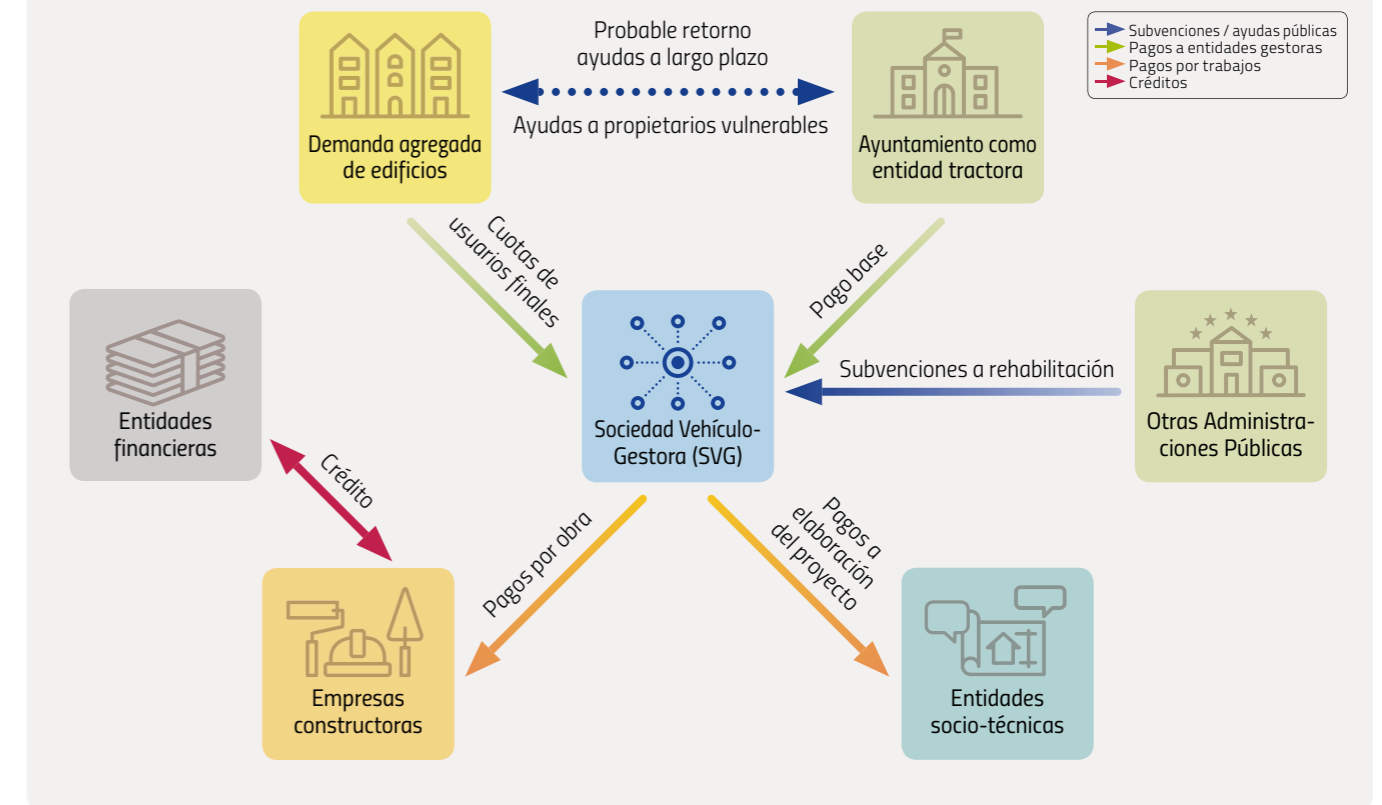 Probable retorno
ayudas a largo plazo
Ayudas a propietarios vulnerables
Subvenciones / ayudas públicas
Pagos a entidades gestoras
Pagos por trabajos
Créditos
Demanda agregada
de edificios
Ayuntamiento como
entidad tractora
Cuotas de
usuarios finales
Pago base
Subvenciones a rehabilitación
Entidades
financieras
Sociedad Vehículo-
Gestora (SVG)
Otras Administra-
ciones Públicas
Crédito
Pagos por obra
Pagos a
elaboración
del proyecto
Empresas
constructoras
Entidades
socio-técnicas